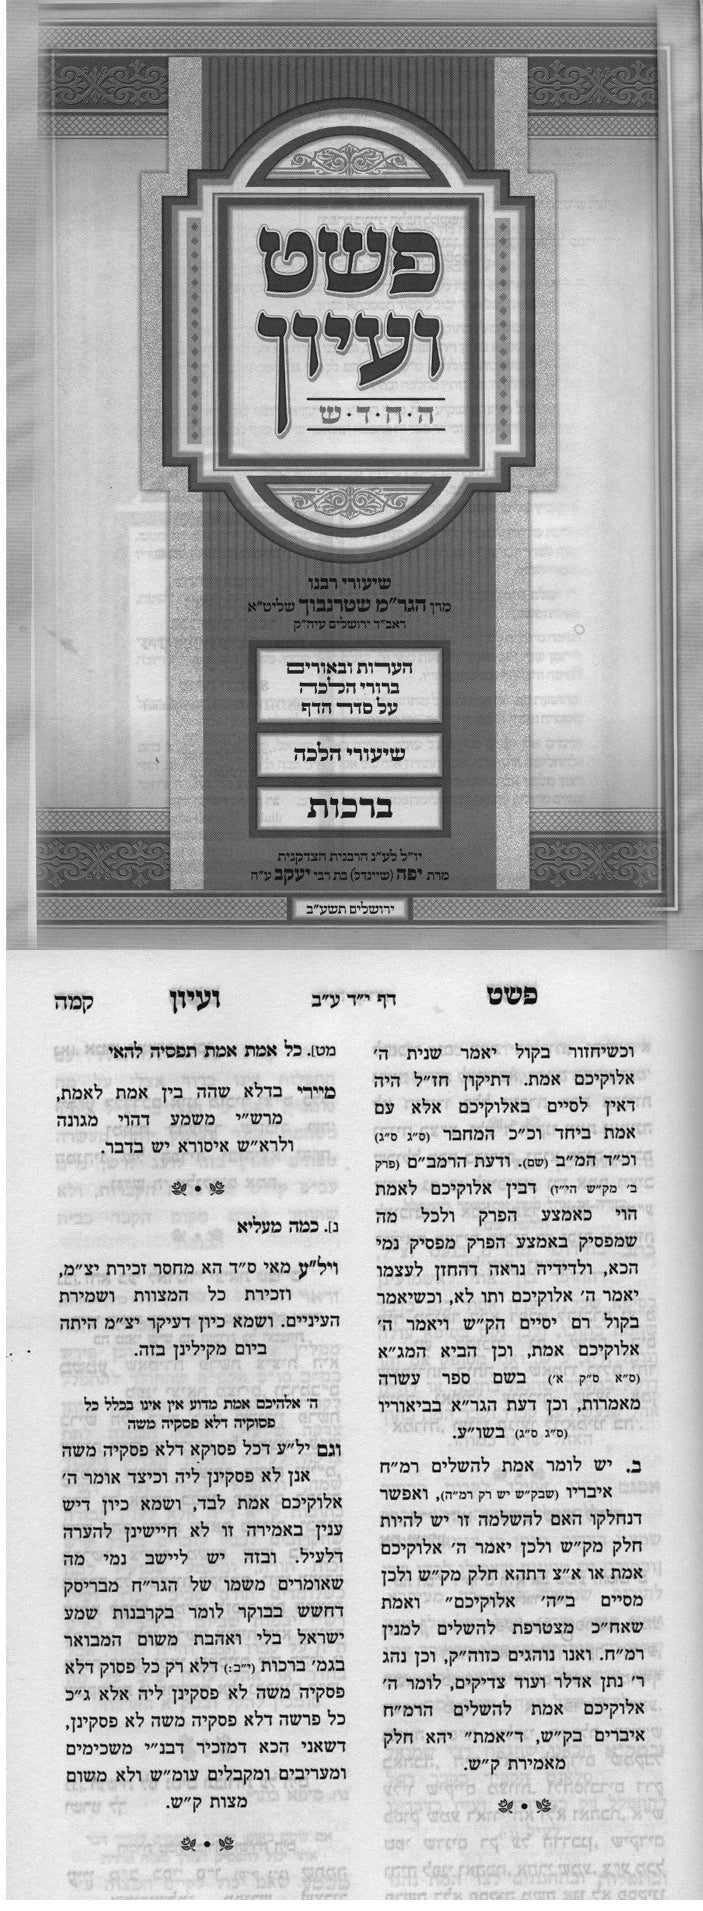 פשט
ועיון
ה·ח·ד·ש
שיעורי רבנו
מרן הגר"מ שטרנבוך שליט"א
ראב"ד ירושלים עיה"ק
הערות ובאורים
ברורי הלכה
על סדר הדף
שיעורי הלכה
ברכות
יו"ל לע"נ הרבנית הצדקנית
מרת יפה (שיינדל) בת רבי יעקב ע"ה
ירושלים תשע"ב
פשט דף י"ד ע"ב ועיון קמה
וכשיחזור בקול יאמר שנית ה'
אלוקיכם אמת. דתיקון חז"ל היה
דאין לסיים באלוקיכם אלא עם
אמת ביחד וכ"כ המחבר (ס"ג ס"ג)
וכ"ד המ"ב (שם). ודעת הרמב"ם (פרק
ב' מק"ש הי"ז) דבין אלוקיכם לאמת
הוי כאמצע הפרק ולכל מה
שמפסיק באמצע הפרק מפסיק נמי
הכא, ולדידיה נראה דהחזן לעצמו
יאמר ה' אלוקיכם ותו לא, וכשיאמר
בקול רם יסיים הק"ש ויאמר ה'
אלוקיכם אמת, וכן הביא המג"א
(ס"א ס"ק א') בשם ספר עשרה
מאמרות, וכן דעת הגר"א בביאוריו
(ס"ג ס"ג) בשו"ע.
ב. יש לומר אמת להשלים רמ"ח
איבריו (שבק"ש יש רק רמ"ה), ואפשר
דנחלקו האם להשלמה זו יש להיות
חלק מק"ש ולכן יאמר ה' אלוקיכם
אמת או א"צ דתהא חלק מק"ש ולכן
מסיים ב"ה' אלוקיכם" ואמת
שאח"כ מצטרפת להשלים למנין
רמ"ח. ואנו נוהגים כזוה"ק, וכן נהג
ר' נתן אדלר ועוד צדיקים, לומר ה'
אלוקיכם אמת להשלים הרמ"ח
איברים בק"ש, ד"אמת" יהא חלק
מאמירת ק"ש.
מט]. כל אמת אמת תפסיה להאי
מיירי בדלא שהה בין אמת לאמת,
מרש"י משמע דהוי מגונה
ולרא"ש איסורא יש בדבר.
נ]. כמה מעליא
ויל"ע מאי ס"ד הא מחסר זכירת יצ"מ,
וזכירת כל המצוות ושמירת
העיניים. ושמא כיון דעיקר יצ"מ היתה
ביום מקילינן בזה.
ה' אלהיכם אמת מדוע אין אינו בכלל כל
פסוקיה דלא פסקיה משה
וגם יל"ע דכל פסוקא דלא פסקיה משה
אנן לא פסקינן ליה וכיצד אומר ה'
אלוקיכם אמת לבד, ושמא כיון דיש
ענין באמירה זו לא חיישינן להערה
דלעיל. ובזה יש ליישב נמי מה
שאומרים משמו של הגר"ח מבריסק
דחשש בבוקר לומר בקרבנות שמע
ישראל בלי ואהבת משום המבואר
בגמ' ברכות (י"ב:) דלא רק כל פסוק דלא
פסקיה משה לא פסקינן ליה אלא ג"כ
כל פרשה דלא פסקיה משה לא פסקינן,
דשאני הכא דמזכיר דבנ"י משכימים
ומעריבים ומקבלים עומ"ש ולא משום
מצות ק"ש.